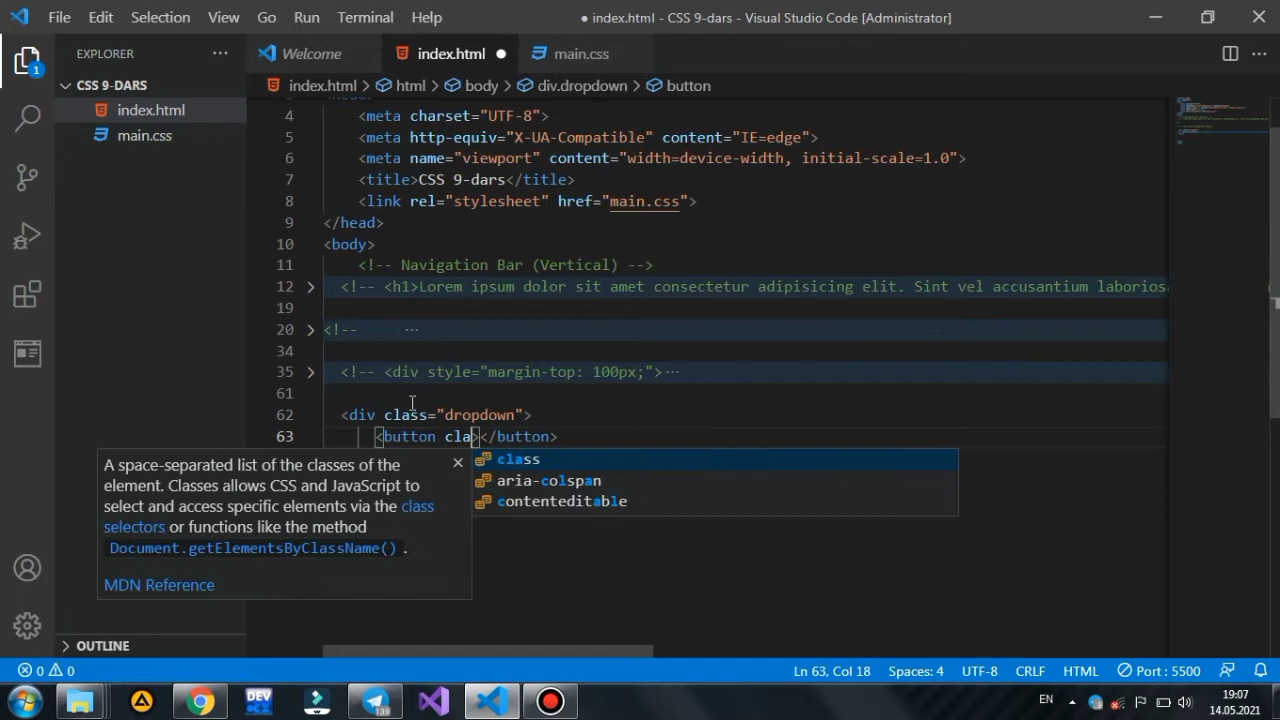 File Edit Selection View Go Run Terminal Help ● index.html - CSS 9-dars - Visual Studio Code [Administrator]
EXPLORER ···
Welcome index.html ● main.css
CSS 9-DARS
index.html
main.css
index.html > html > body > div.dropdown > button
4 <meta charset="UTF-8">
5 <meta http-equiv="X-UA-Compatible" content="IE=edge">
6 <meta name="viewport" content="width=device-width, initial-scale=1.0">
7 <title>CSS 9-dars</title>
8 <link rel="stylesheet" href="main.css">
9 </head>
10 <body>
11 <!-- Navigation Bar (Vertical) -->
12 <!-- <h1>Lorem ipsum dolor sit amet consectetur adipisicing elit. Sint vel accusantium
19
20 <!-- ···
34
35 <!-- <div style="margin-top: 100px;">···
61
62 <div class="dropdown">
63 <button cla></button>
A space-separated list of the classes of the
element. Classes allows CSS and JavaScript to
select and access specific elements via the class
selectors or functions like the method
Document.getElementsByClassName().
MDN Reference
class
aria-colspan
contenteditable
OUTLINE
0 0 Ln 63, Col 18 Spaces: 4 UTF-8 CRLF HTML Port : 5500
DEV
139
EN 19:07
14.05.2021
1